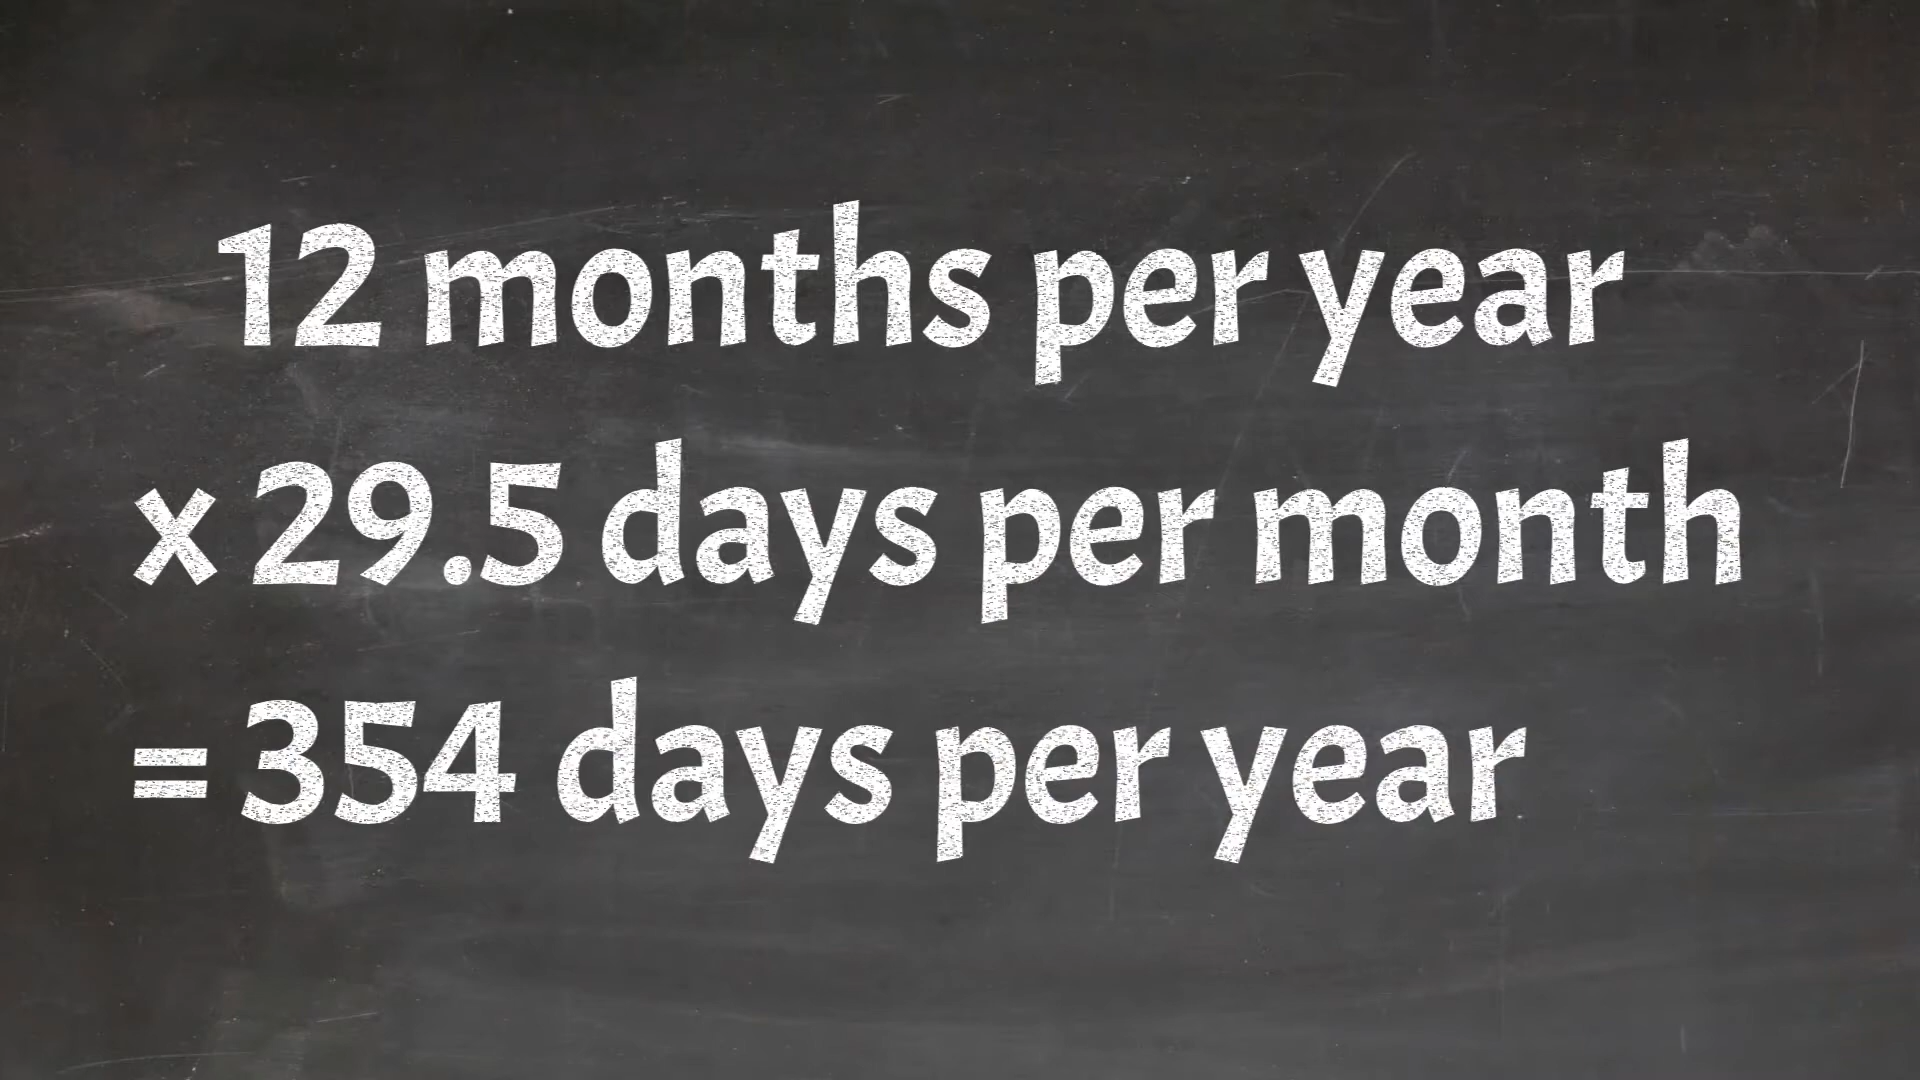 12 months per year
x 29.5 days per month
= 354 days per year